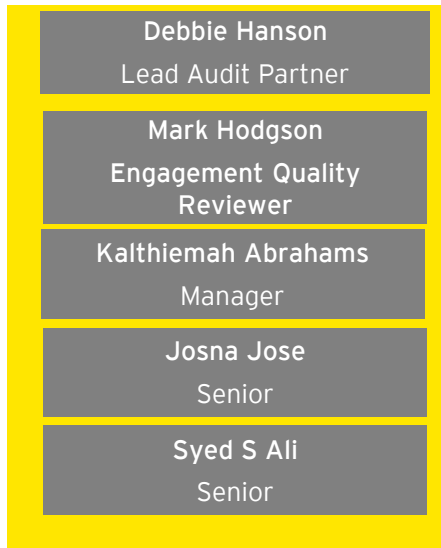 Debbie Hanson
Lead Audit Partner
Mark Hodgson
Engagement Quality
Reviewer
Kalthiemah Abrahams
Manager
Josna Jose
Senior
Syed S Ali
Senior